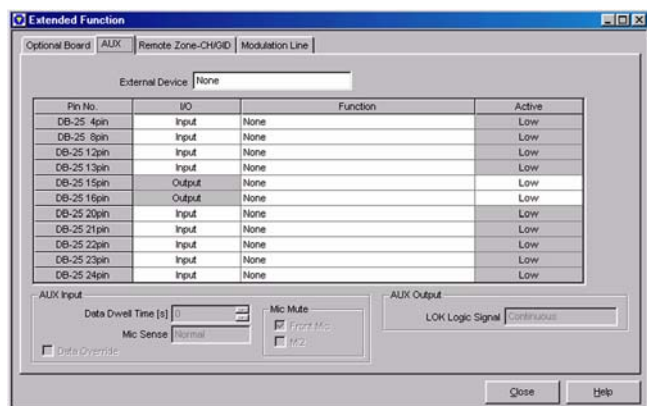 Extended Function
Optional Board AUX Remote Zone-CH/GID Modulation Line
External Device None
Pin No. I/O Function Active
DB-25 4pin Input None Low
DB-25 8pin Input None Low
DB-25 12pin Input None Low
DB-25 13pin Input None Low
DB-25 15pin Output None Low
DB-25 16pin Output None Low
DB-25 20pin Input None Low
DB-25 21pin Input None Low
DB-25 22pin Input None Low
DB-25 23pin Input None Low
DB-25 24pin Input None Low
AUX Input
Data Dwell Time [s] 0
Mic Sense Normal
Data Override
Mic Mute
Front Mic
MI2
AUX Output
LOK Logic Signal Continuous
Close Help